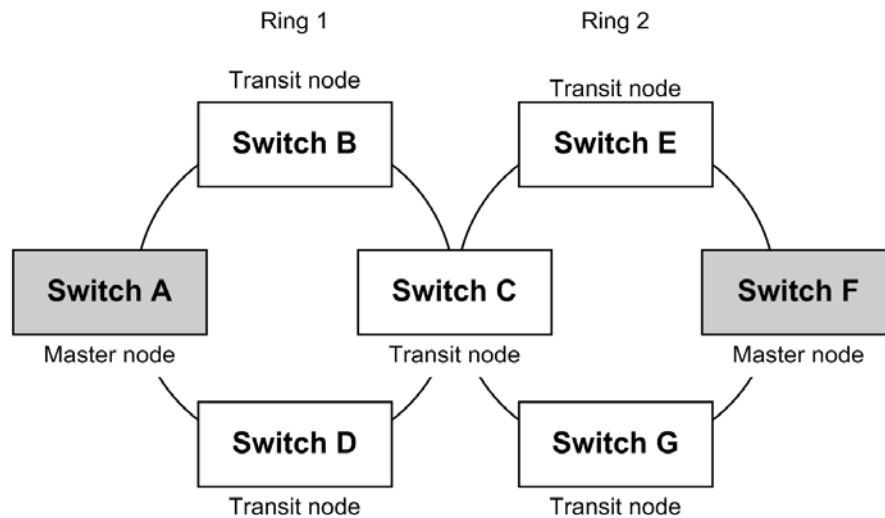 Ring 1
Ring 2
Transit node
Transit node
Switch B
Switch E
Switch A
Switch C
Switch F
Master node
Transit node
Master node
Switch D
Switch G
Transit node
Transit node